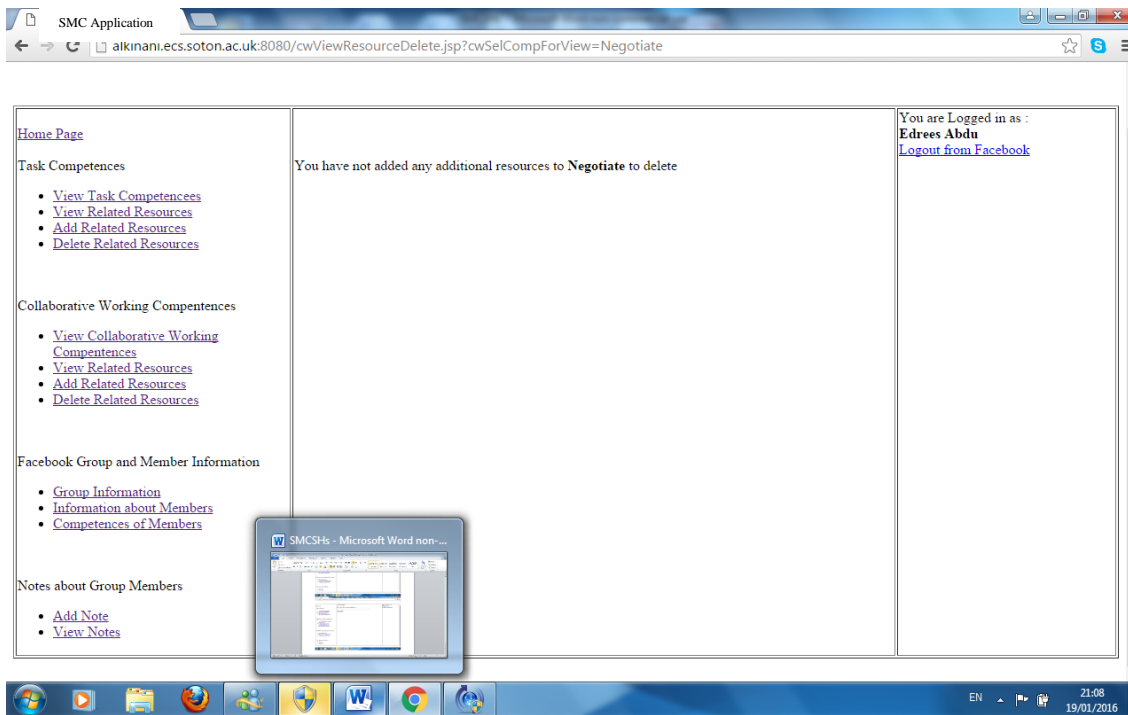 SMC Application
alkinani.ecs.soton.ac.uk:8080/cwViewResourceDelete.jsp?cwSelCompForView=Negotiate
Home Page
Task Competences
View Task Competencees
View Related Resources
Add Related Resources
Delete Related Resources
Collaborative Working Compentences
View Collaborative Working
Compentences
View Related Resources
Add Related Resources
Delete Related Resources
Facebook Group and Member Information
Group Information
Information about Members
Competences of Members
Notes about Group Members
Add Note
View Notes
You have not added any additional resources to Negotiate to delete
You are Logged in as :
Edrees Abdu
Logout from Facebook
SMCSHs - Microsoft Word non-...
EN
21:08
19/01/2016